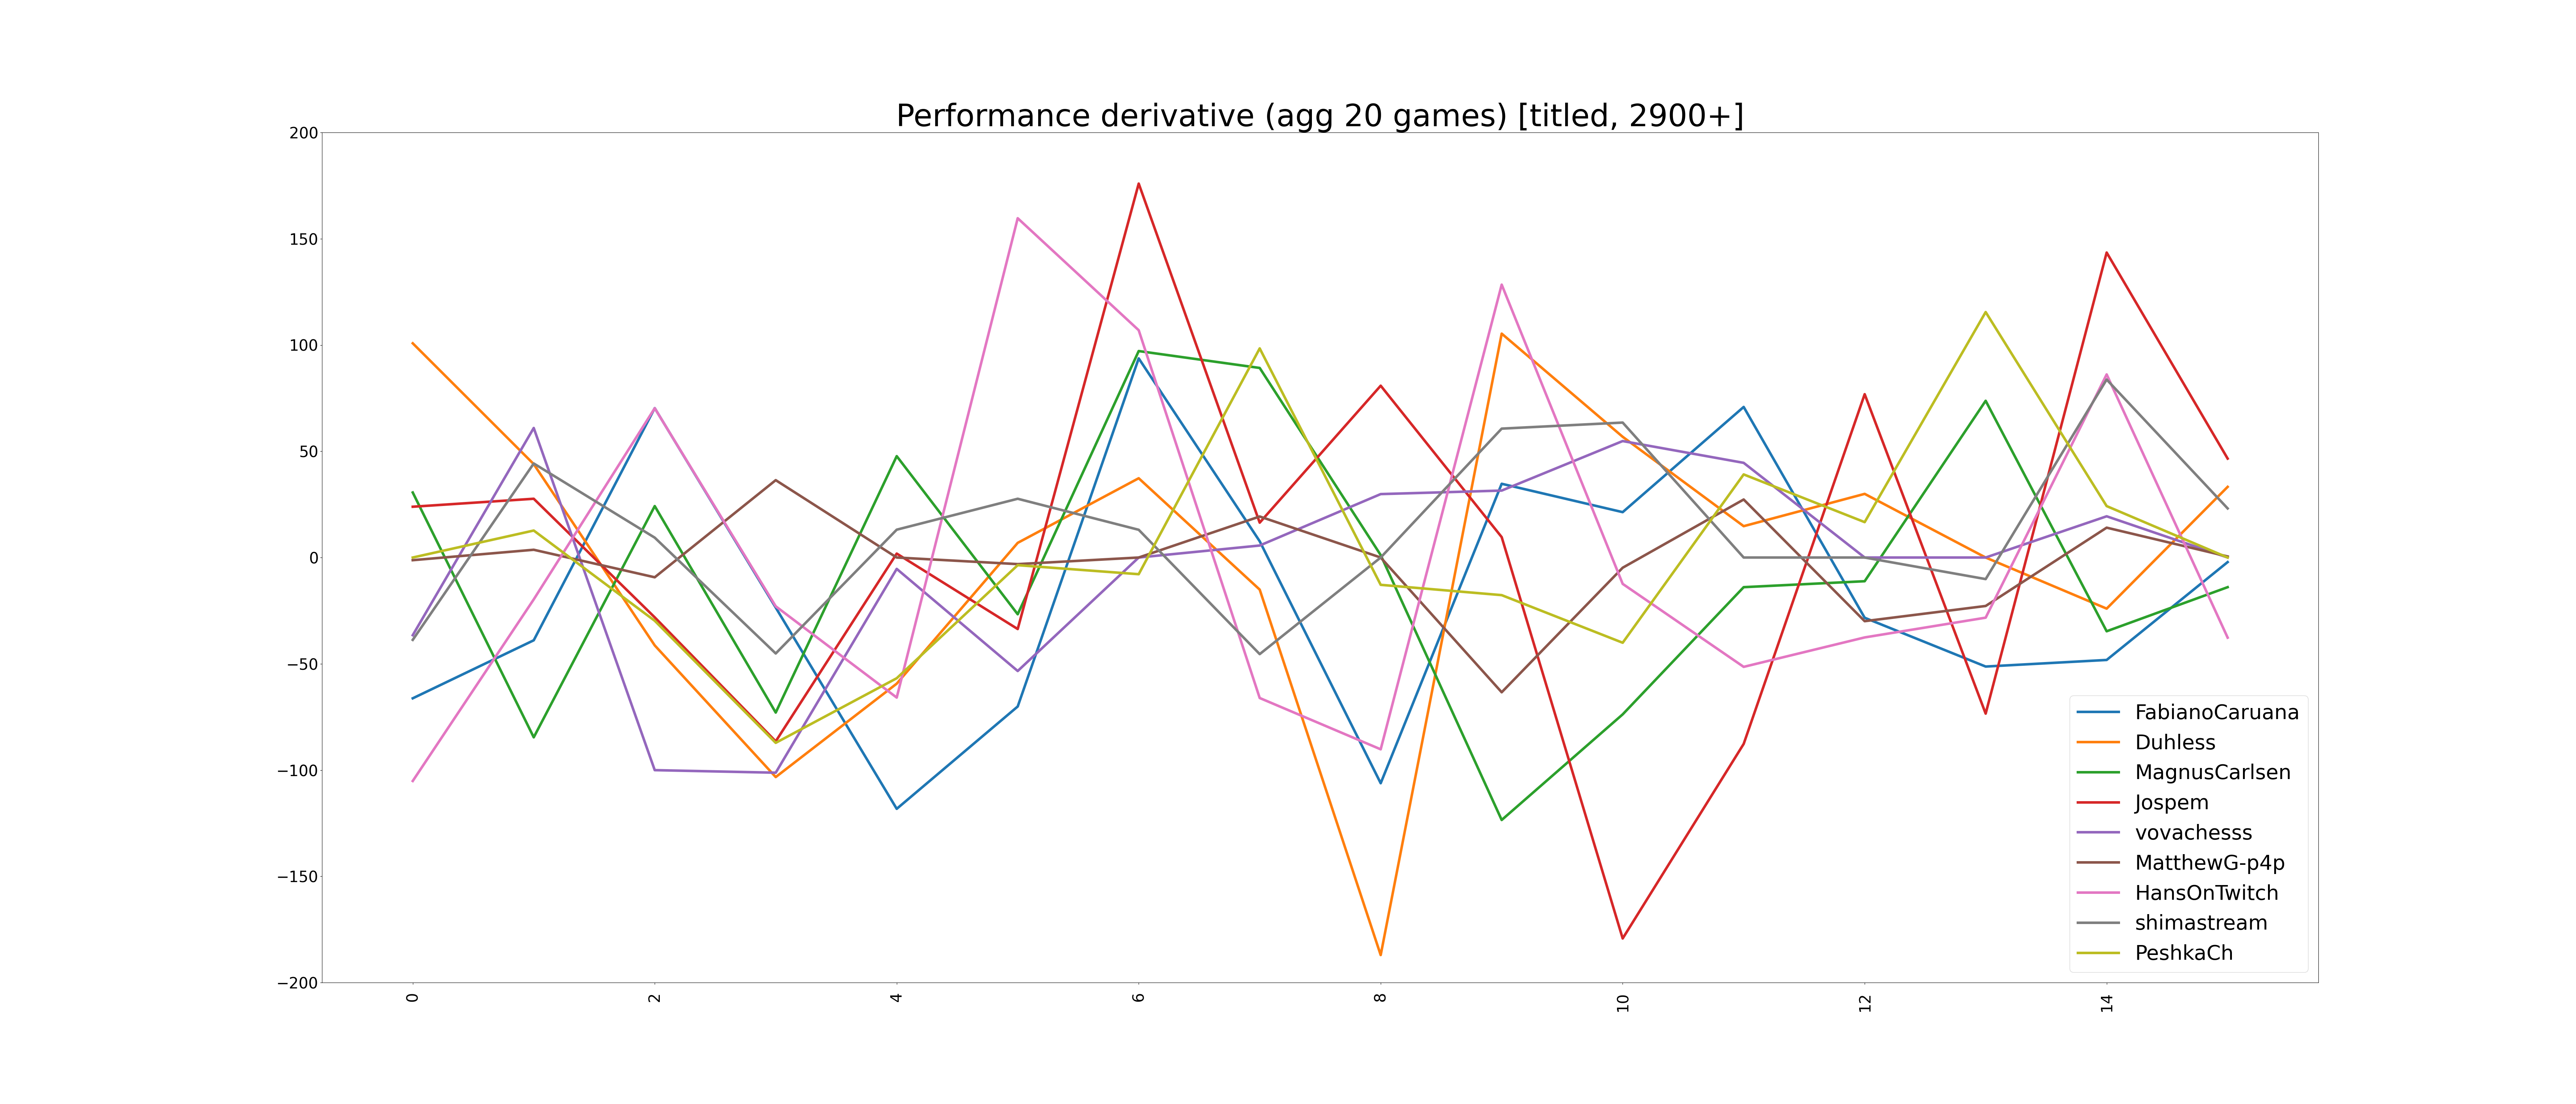 Performance derivative (agg 20 games) [titled, 2900+]
200
150
100
50
0
−50
−100
−150
−200
0
2
4
6
8
10
12
14
FabianoCaruana
Duhless
MagnusCarlsen
Jospem
vovachesss
MatthewG-p4p
HansOnTwitch
shimastream
PeshkaCh